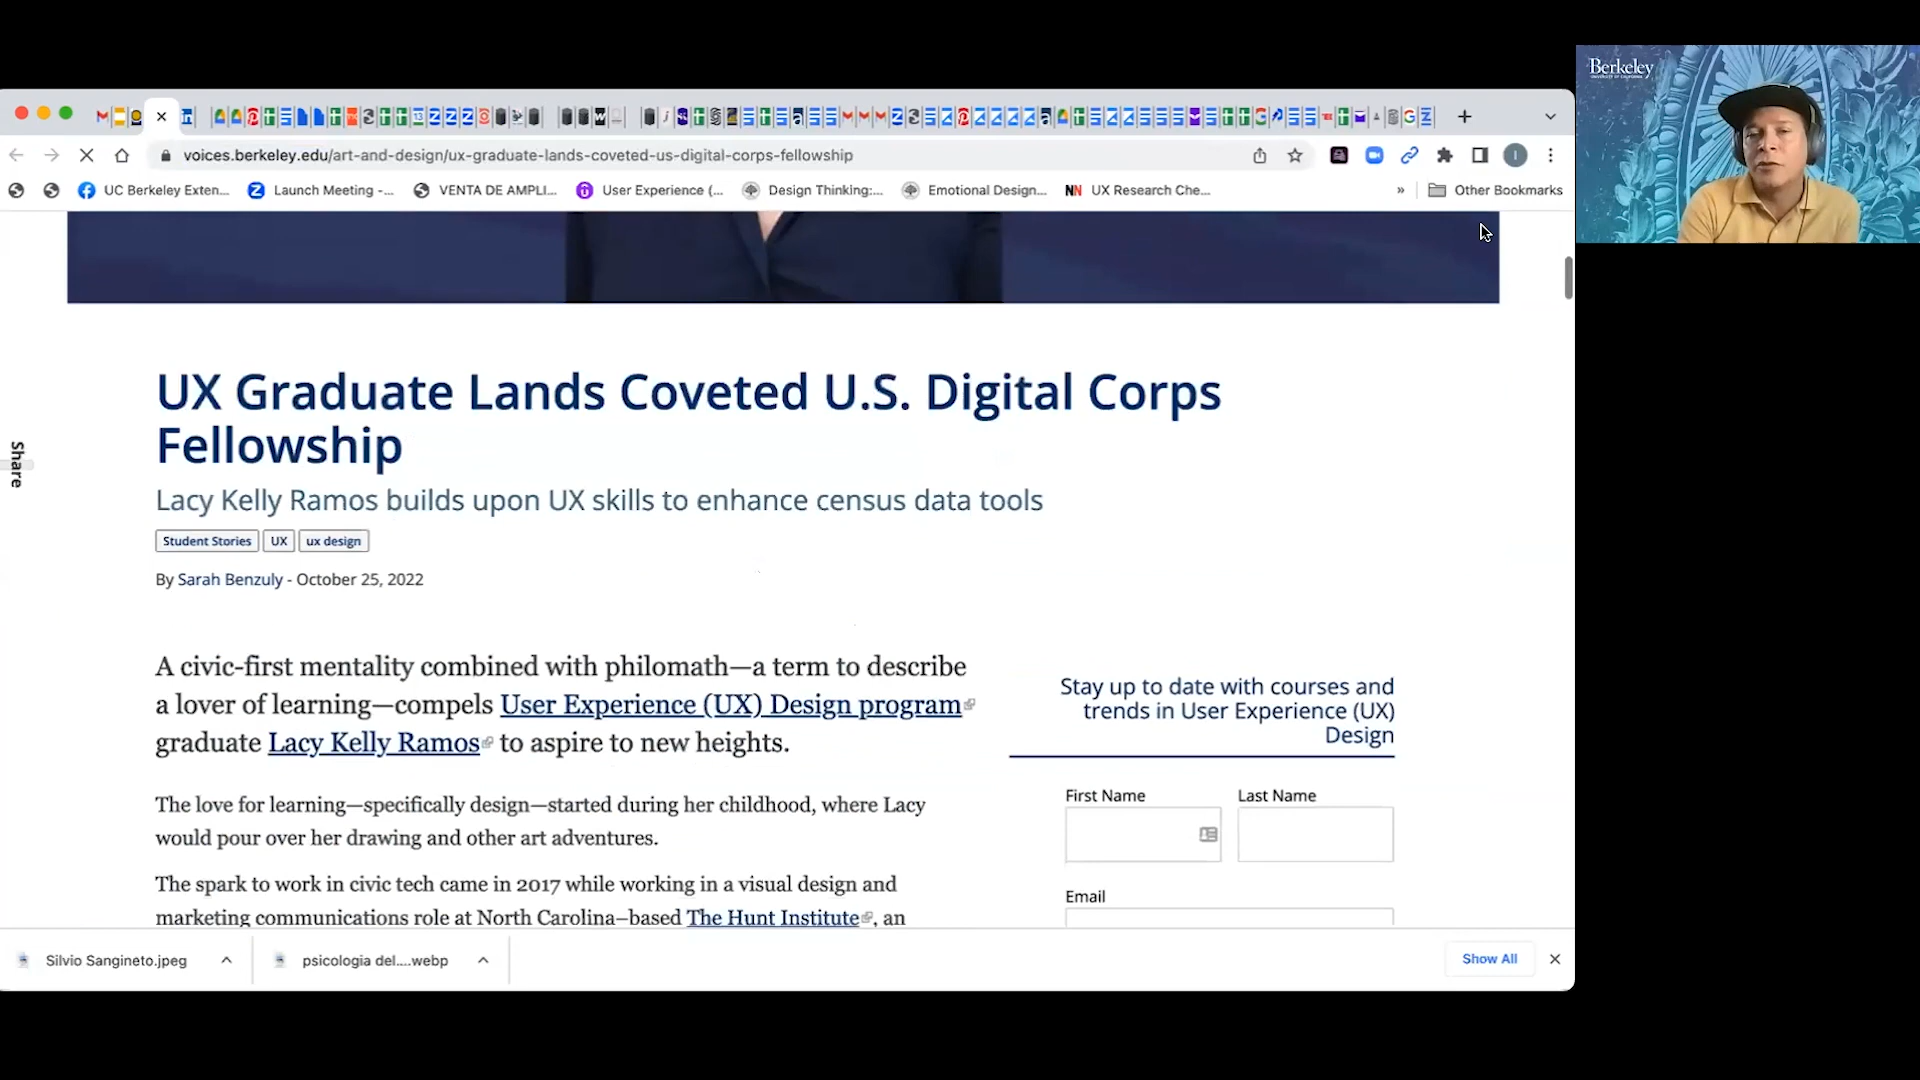 Berkeley
voices.berkeley.edu/art-and-design/ux-graduate-lands-coveted-us-digital-corps-fellowship
UC Berkeley Exten... Launch Meeting -... VENTA DE AMPLI... User Experience (... Design Thinking:... Emotional Design... UX Research Che... » Other Bookmarks
Share
UX Graduate Lands Coveted U.S. Digital Corps
Fellowship
Lacy Kelly Ramos builds upon UX skills to enhance census data tools
Student Stories UX ux design
By Sarah Benzuly - October 25, 2022
A civic-first mentality combined with philomath—a term to describe
a lover of learning—compels User Experience (UX) Design program
graduate Lacy Kelly Ramos to aspire to new heights.
The love for learning—specifically design—started during her childhood, where Lacy
would pour over her drawing and other art adventures.
The spark to work in civic tech came in 2017 while working in a visual design and
marketing communications role at North Carolina–based The Hunt Institute, an
Stay up to date with courses and
trends in User Experience (UX)
Design
First Name Last Name
Email
Silvio Sangineto.jpeg psicologia del....webp Show All